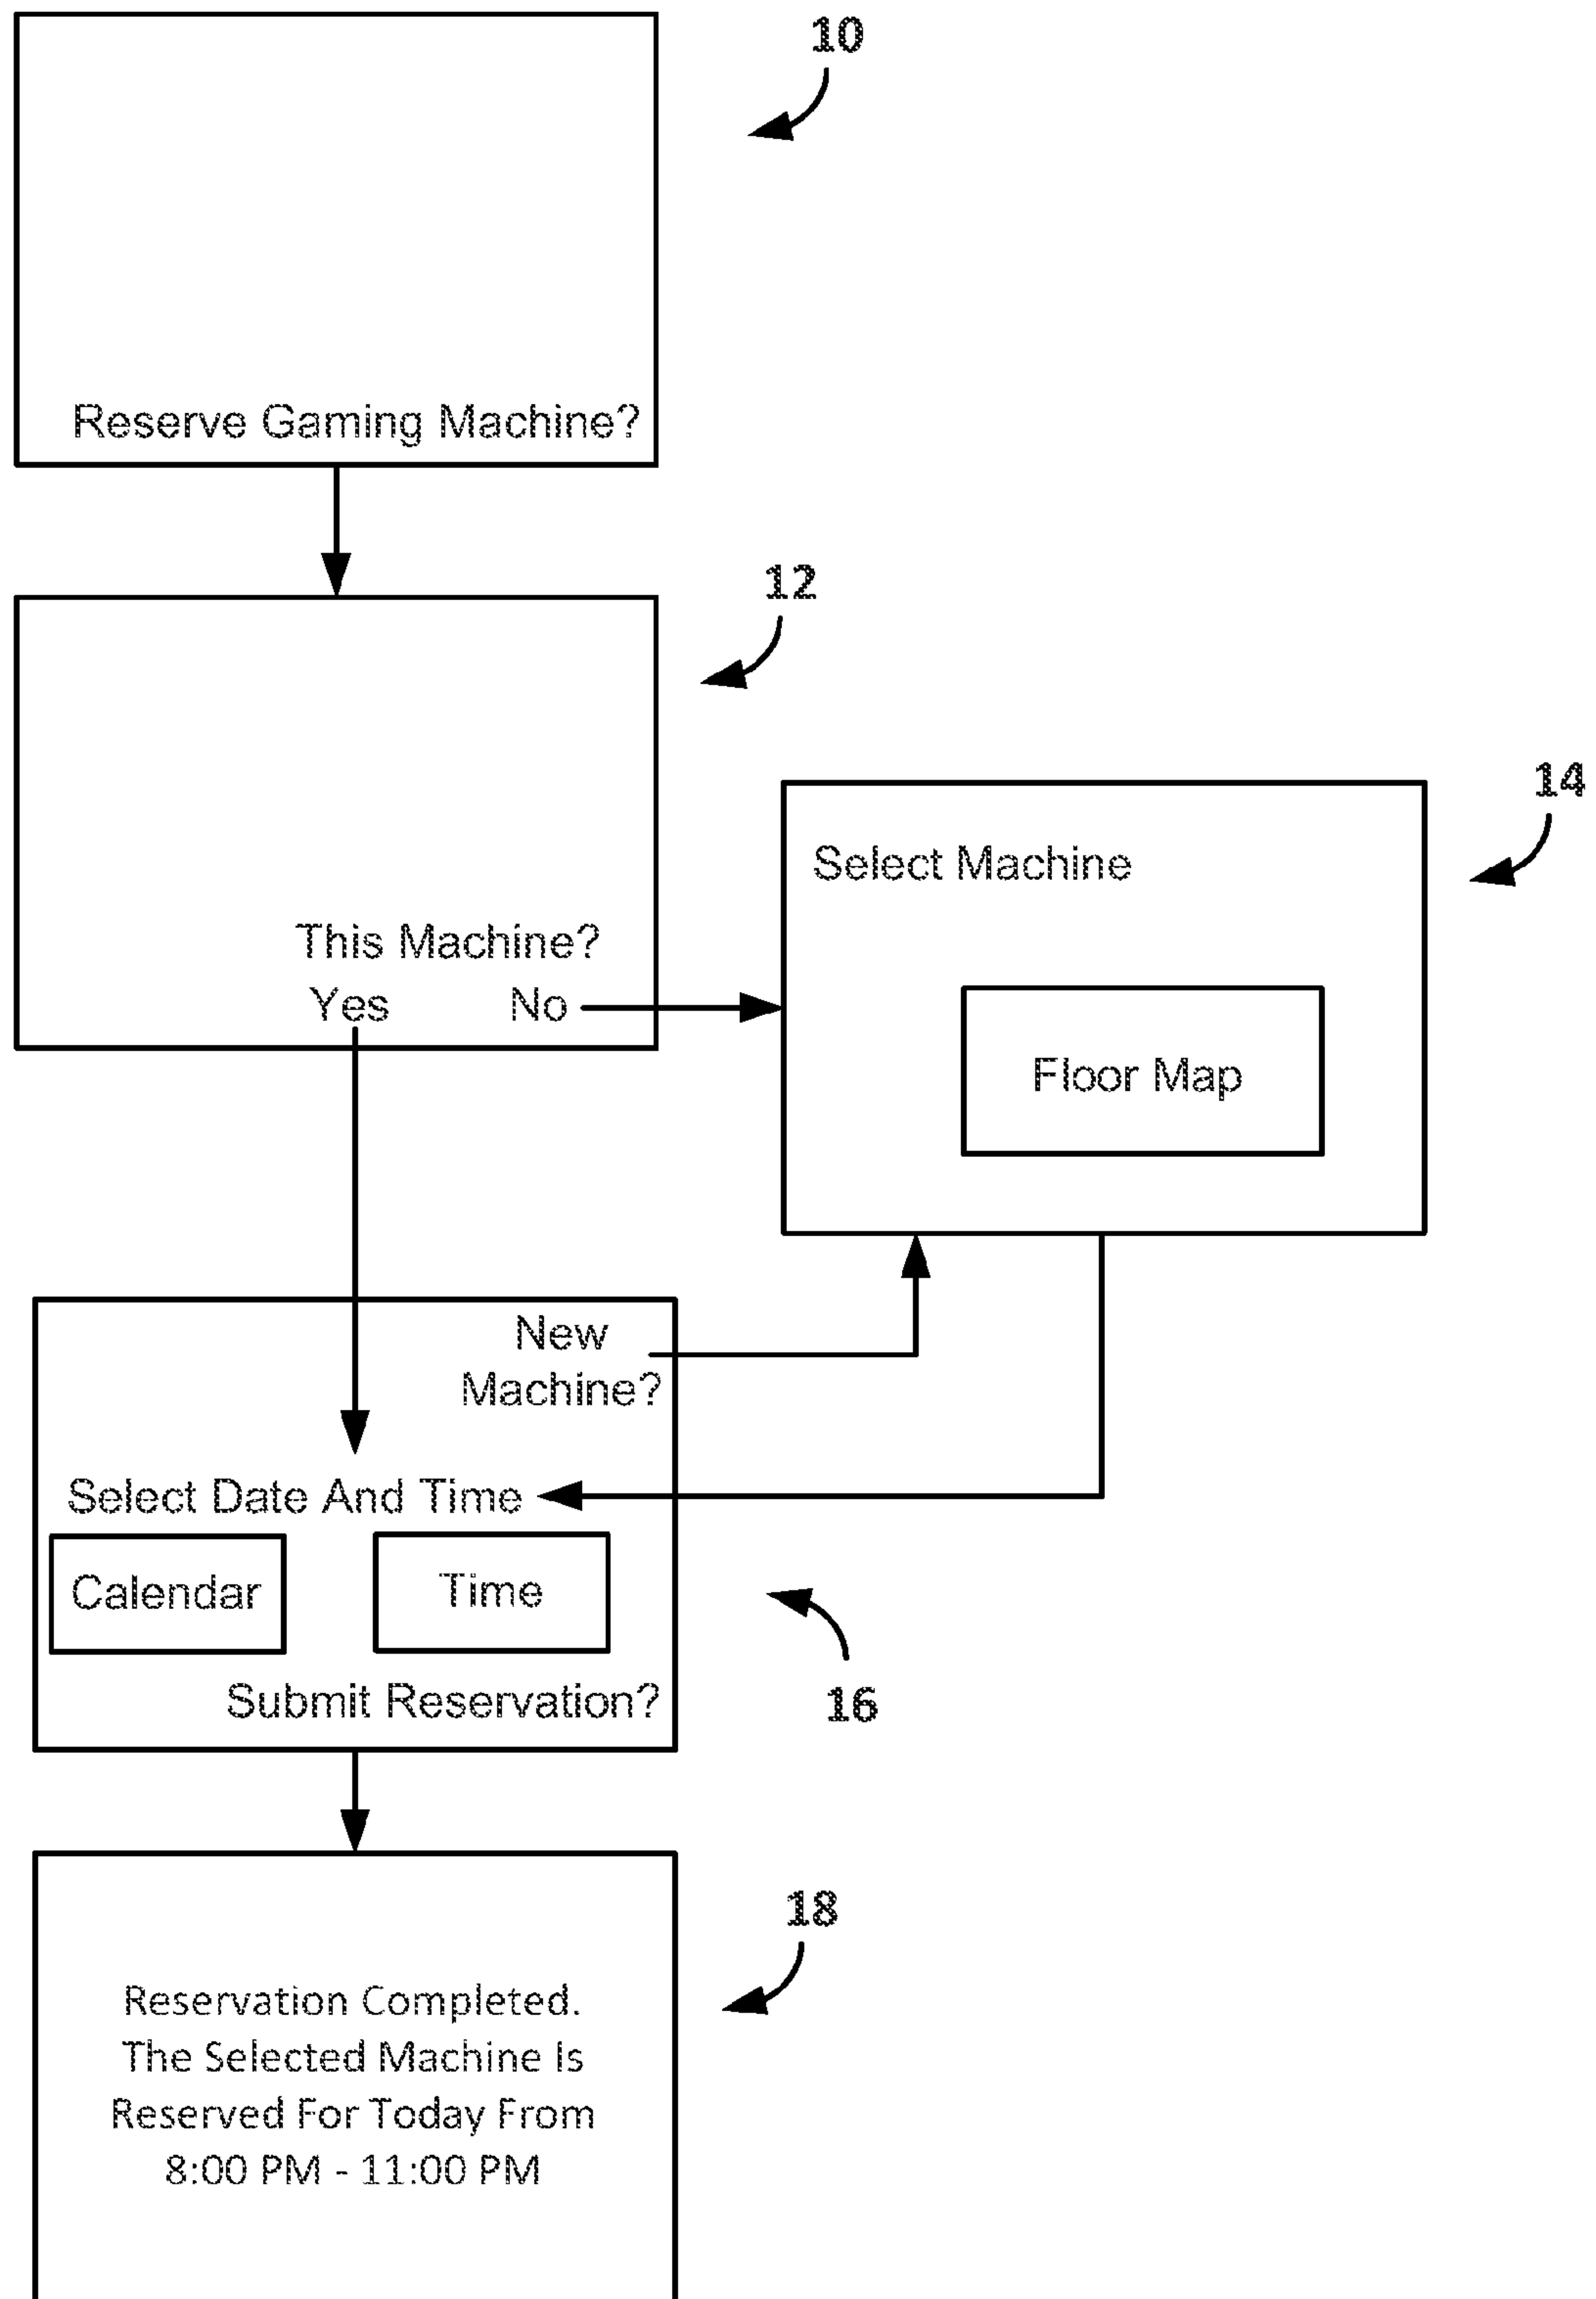 10
Reserve Gaming Machine?
12
This Machine?
Yes No
14
Select Machine
Floor Map
New
Machine?
Select Date And Time
Calendar Time
Submit Reservation?
16
18
Reservation Completed.
The Selected Machine Is
Reserved For Today From
8:00 PM - 11:00 PM